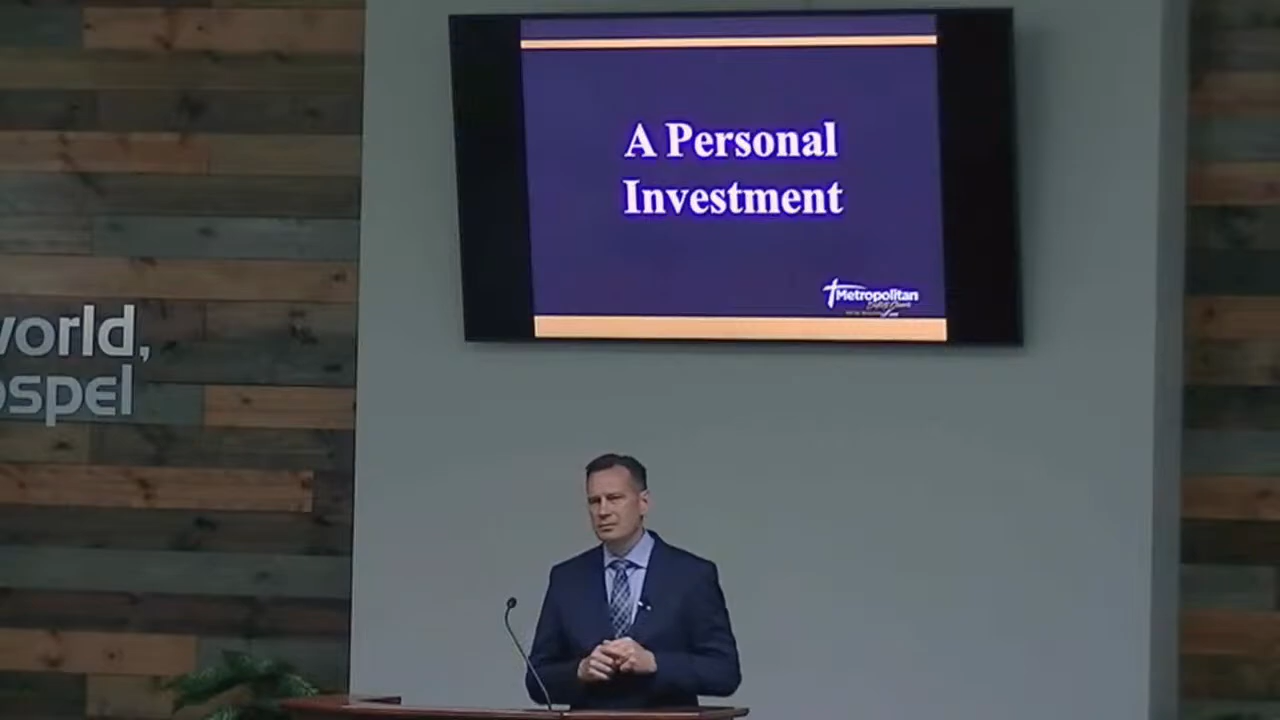 A Personal
Investment
Metropolitan
world,
ospel